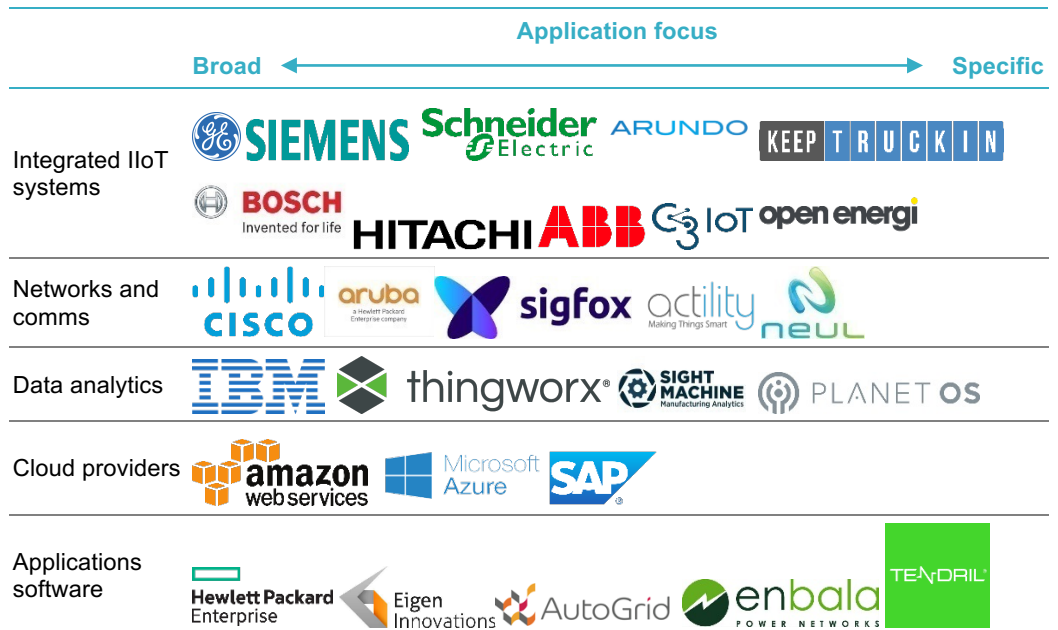 Application focus
Broad
Specific
Integrated IIoT
systems
GE
SIEMENS
Schneider
Electric
ARUNDO
KEEP TRUCKIN
BOSCH
Invented for life
HITACHI
ABB
C3 IoT
open energi
Networks and
comms
CISCO
aruba
a Hewlett Packard
Enterprise company
sigfox
actility
Making Things Smart
neul
Data analytics
IBM
thingworx®
SIGHT
MACHINE
Manufacturing Analytics
PLANET OS
Cloud providers
amazon
web services
Microsoft
Azure
SAP®
Applications
software
Hewlett Packard
Enterprise
Eigen
Innovations
AutoGrid
enbala
POWER NETWORKS
TENDRIL®